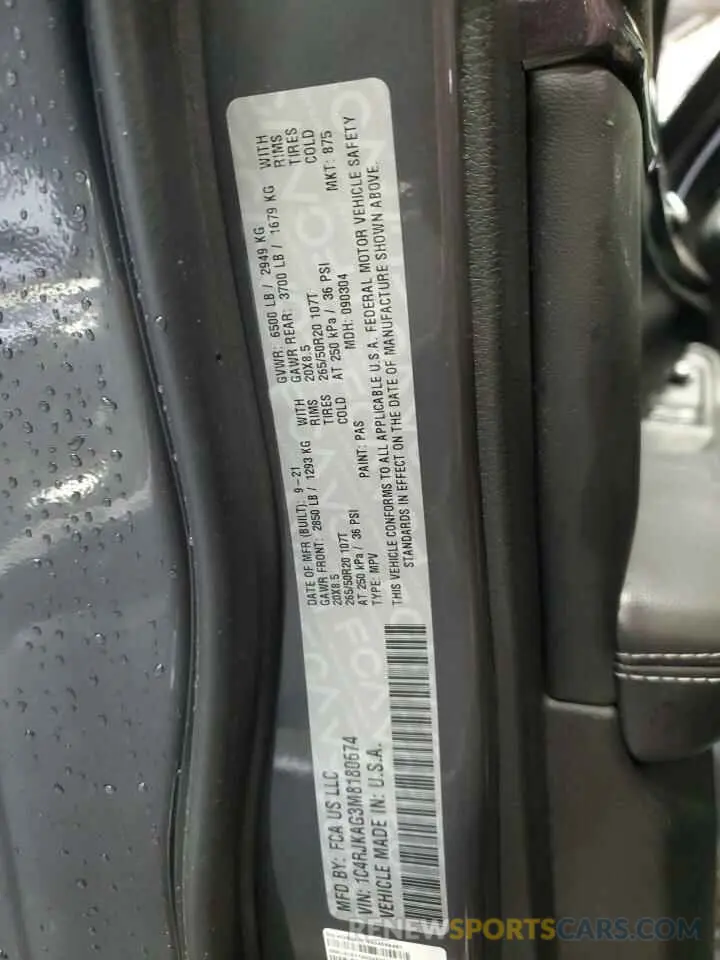 MFD BY: FCA US LLC
VIN: 1C4RJKAG3M8180674
VEHICLE MADE IN: U.S.A.
DATE OF MFR (BUILT): 9-21
GAWR FRONT: 2850 LB / 1293 KG WITH
20X8.5 RIMS
265/50R20 107T TIRES
AT 250 kPa / 36 PSI COLD
TYPE: MPV PAINT: PAS
GVWR: 6500 LB / 2949 KG
GAWR REAR: 3700 LB / 1679 KG WITH
20X8.5 RIMS
265/50R20 107T TIRES
AT 250 kPa / 36 PSI COLD
MDH: 090304 MKT: 875
THIS VEHICLE CONFORMS TO ALL APPLICABLE U.S.A. FEDERAL MOTOR VEHICLE SAFETY
STANDARDS IN EFFECT ON THE DATE OF MANUFACTURE SHOWN ABOVE.
RENEWSPORTSCARS.COM